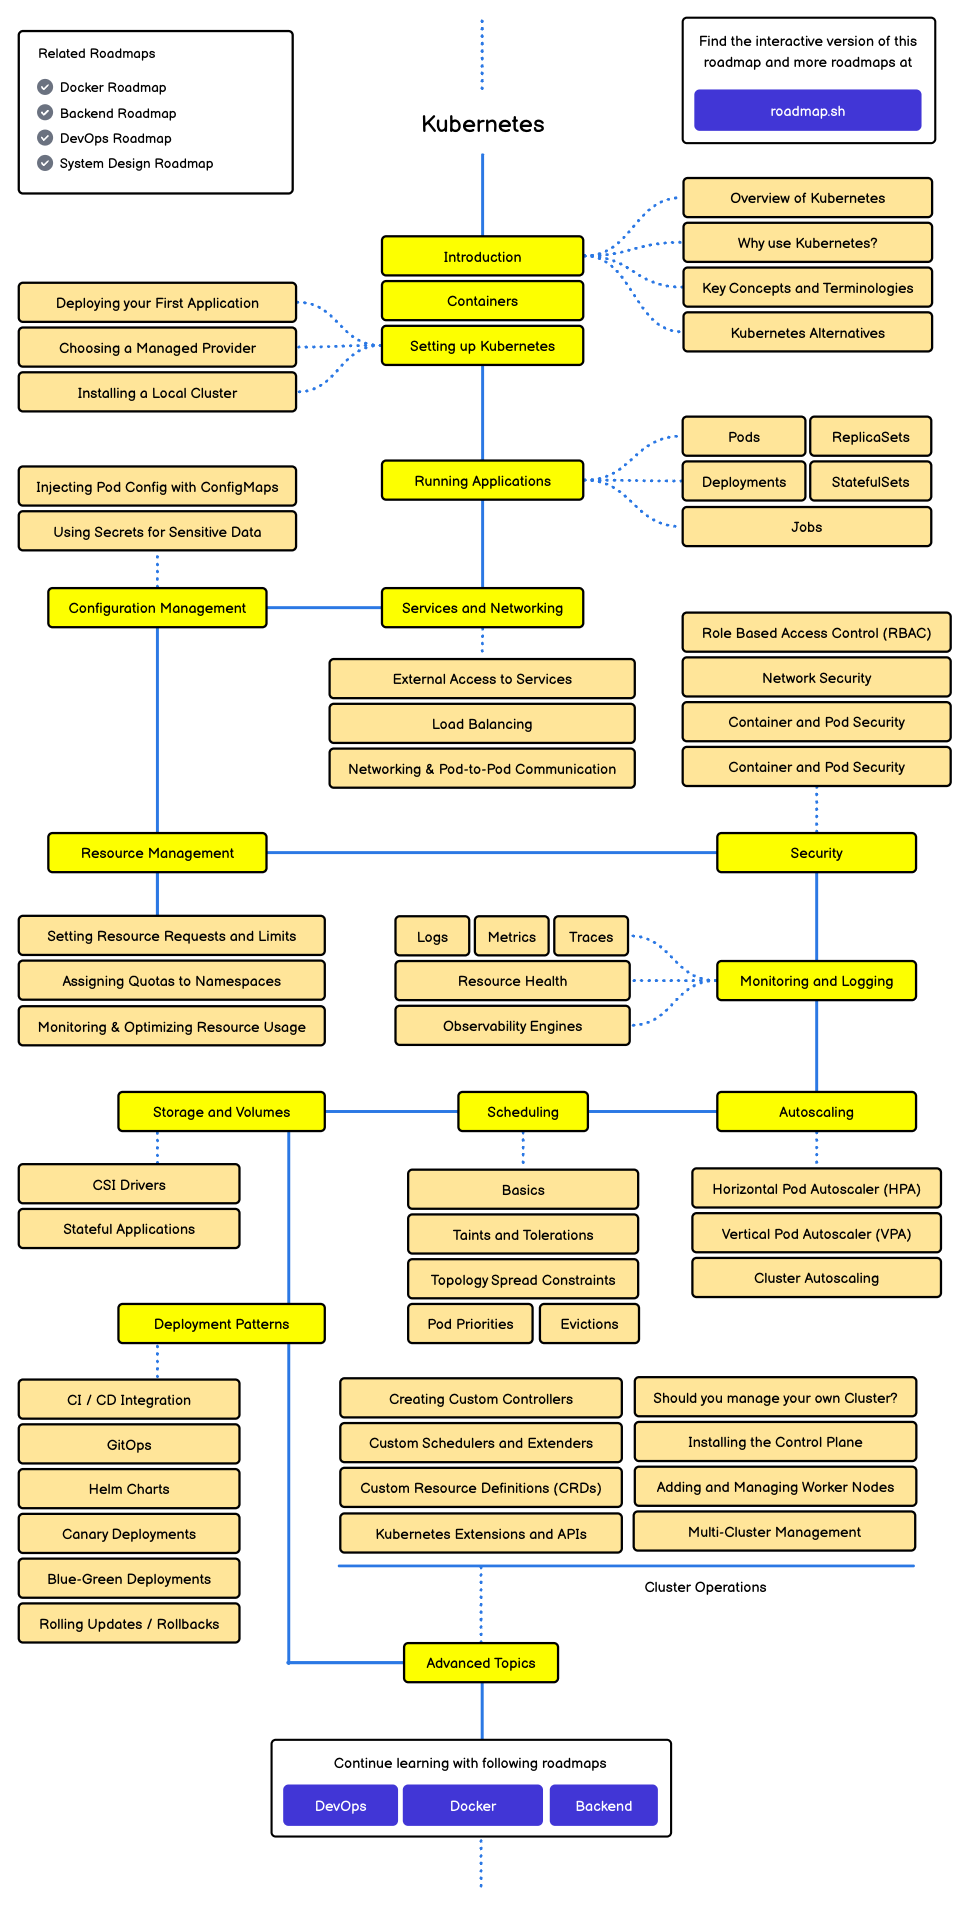 Related Roadmaps
Docker Roadmap
Backend Roadmap
DevOps Roadmap
System Design Roadmap
Kubernetes
Find the interactive version of this
roadmap and more roadmaps at
roadmap.sh
Introduction
Containers
Setting up Kubernetes
Overview of Kubernetes
Why use Kubernetes?
Key Concepts and Terminologies
Kubernetes Alternatives
Deploying your First Application
Choosing a Managed Provider
Installing a Local Cluster
Running Applications
Pods
ReplicaSets
Deployments
StatefulSets
Jobs
Injecting Pod Config with ConfigMaps
Using Secrets for Sensitive Data
Configuration Management
Services and Networking
External Access to Services
Load Balancing
Networking & Pod-to-Pod Communication
Role Based Access Control (RBAC)
Network Security
Container and Pod Security
Container and Pod Security
Resource Management
Security
Setting Resource Requests and Limits
Assigning Quotas to Namespaces
Monitoring & Optimizing Resource Usage
Logs
Metrics
Traces
Resource Health
Observability Engines
Monitoring and Logging
Storage and Volumes
Scheduling
Autoscaling
CSI Drivers
Stateful Applications
Basics
Taints and Tolerations
Topology Spread Constraints
Pod Priorities
Evictions
Horizontal Pod Autoscaler (HPA)
Vertical Pod Autoscaler (VPA)
Cluster Autoscaling
Deployment Patterns
CI / CD Integration
GitOps
Helm Charts
Canary Deployments
Blue-Green Deployments
Rolling Updates / Rollbacks
Creating Custom Controllers
Custom Schedulers and Extenders
Custom Resource Definitions (CRDs)
Kubernetes Extensions and APIs
Should you manage your own Cluster?
Installing the Control Plane
Adding and Managing Worker Nodes
Multi-Cluster Management
Cluster Operations
Advanced Topics
Continue learning with following roadmaps
DevOps
Docker
Backend